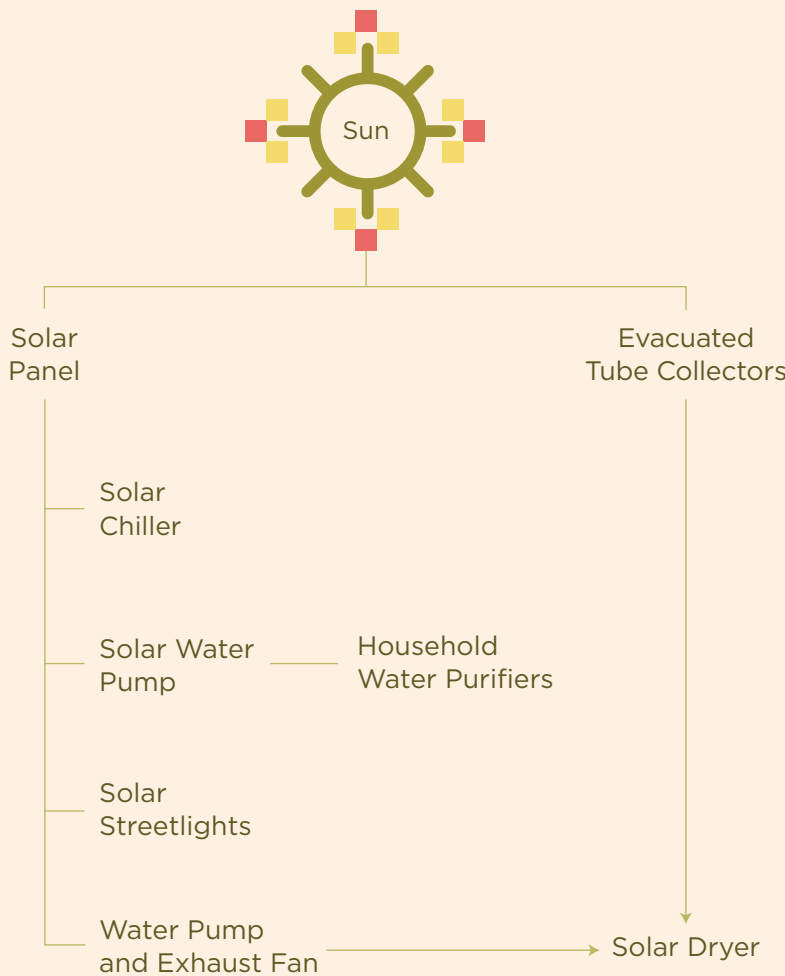 Sun
Solar
Panel
Evacuated
Tube Collectors
Solar
Chiller
Solar Water
Pump
Household
Water Purifiers
Solar
Streetlights
Water Pump
and Exhaust Fan
Solar Dryer